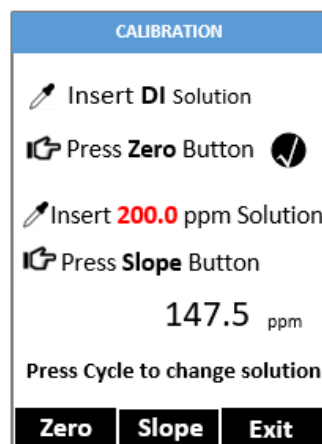 CALIBRATION
Insert DI Solution
Press Zero Button
Insert 200.0 ppm Solution
Press Slope Button
147.5 ppm
Press Cycle to change solution
Zero Slope Exit